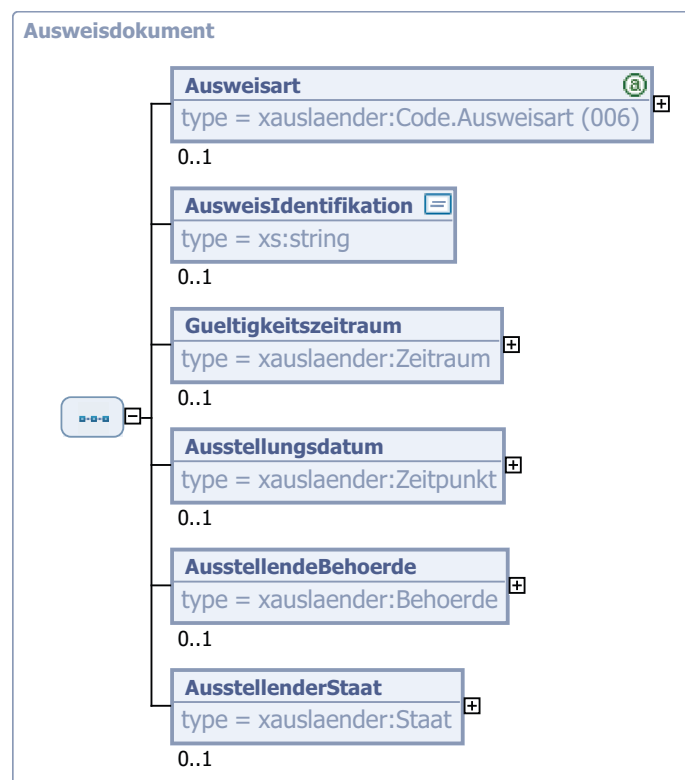 Ausweisdokument
Ausweisart
type = xauslaender:Code.Ausweisart (006)
0..1
AusweisIdentifikation
type = xs:string
0..1
Gueltigkeitszeitraum
type = xauslaender:Zeitraum
0..1
Ausstellungsdatum
type = xauslaender:Zeitpunkt
0..1
AusstellendeBehoerde
type = xauslaender:Behoerde
0..1
AusstellenderStaat
type = xauslaender:Staat
0..1